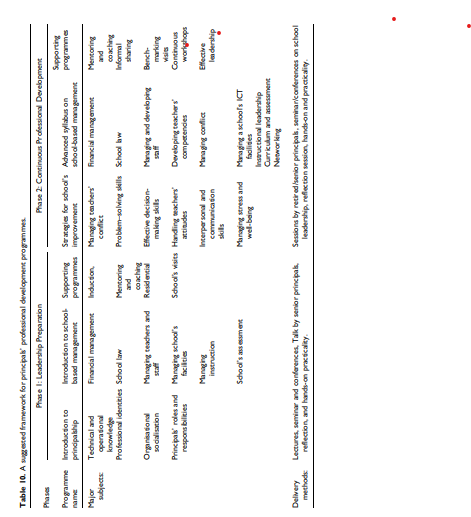 Table 10. A suggested framework for principals' professional development programmes.
Phases
Phase 1: Leadership Preparation
Phase 2: Continuous Professional Development
Programme
name:
Introduction to
principalship
Introduction to school-
based management
Supporting
programmes
Strategies for school's
improvement
Advanced syllabus on
school-based management
Supporting
programmes
Major
subjects:
Technical and
operational
knowledge
Professional identities
Organisational
socialisation
Principals' roles and
responsibilities
Financial management
School law
Managing teachers and
staff
Managing school's
facilities
Managing
instruction
School's assessment
Induction,
Mentoring
and
coaching
Residential
School's visits
Managing teachers'
conflict
Problem-solving skills
Effective decision-
making skills
Handling teachers'
attitudes
Interpersonal and
communication
skills
Managing stress and
well-being
Financial management
School law
Managing and developing
staff
Developing teachers'
competencies
Managing conflict
Managing a school's ICT
facilities
Instructional leadership
Curriculum and assessment
Networking
Mentoring
and
coaching
Informal
sharing
Bench-
marking
visits
Continuous
workshops
Effective
leadership
Delivery
methods:
Lectures, seminar and conferences, Talk by senior principals,
reflection, and hands-on practicality.
Sessions by retired/senior principals, seminar/conferences on school
leadership, reflection session, hands-on and practicality.